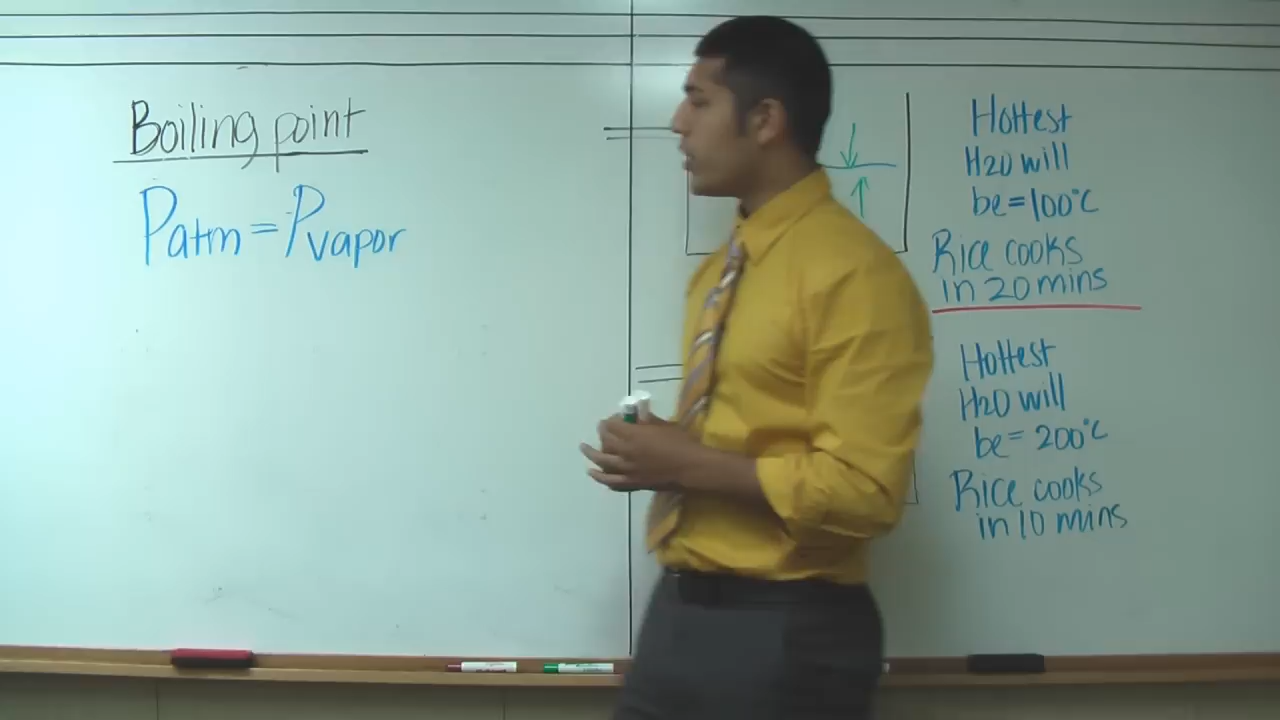 Boiling point
Patm = Pvapor
Hottest
H2O will
be = 100°C
Rice cooks
in 20 mins
Hottest
H2O will
be = 200°C
Rice cooks
in 10 mins